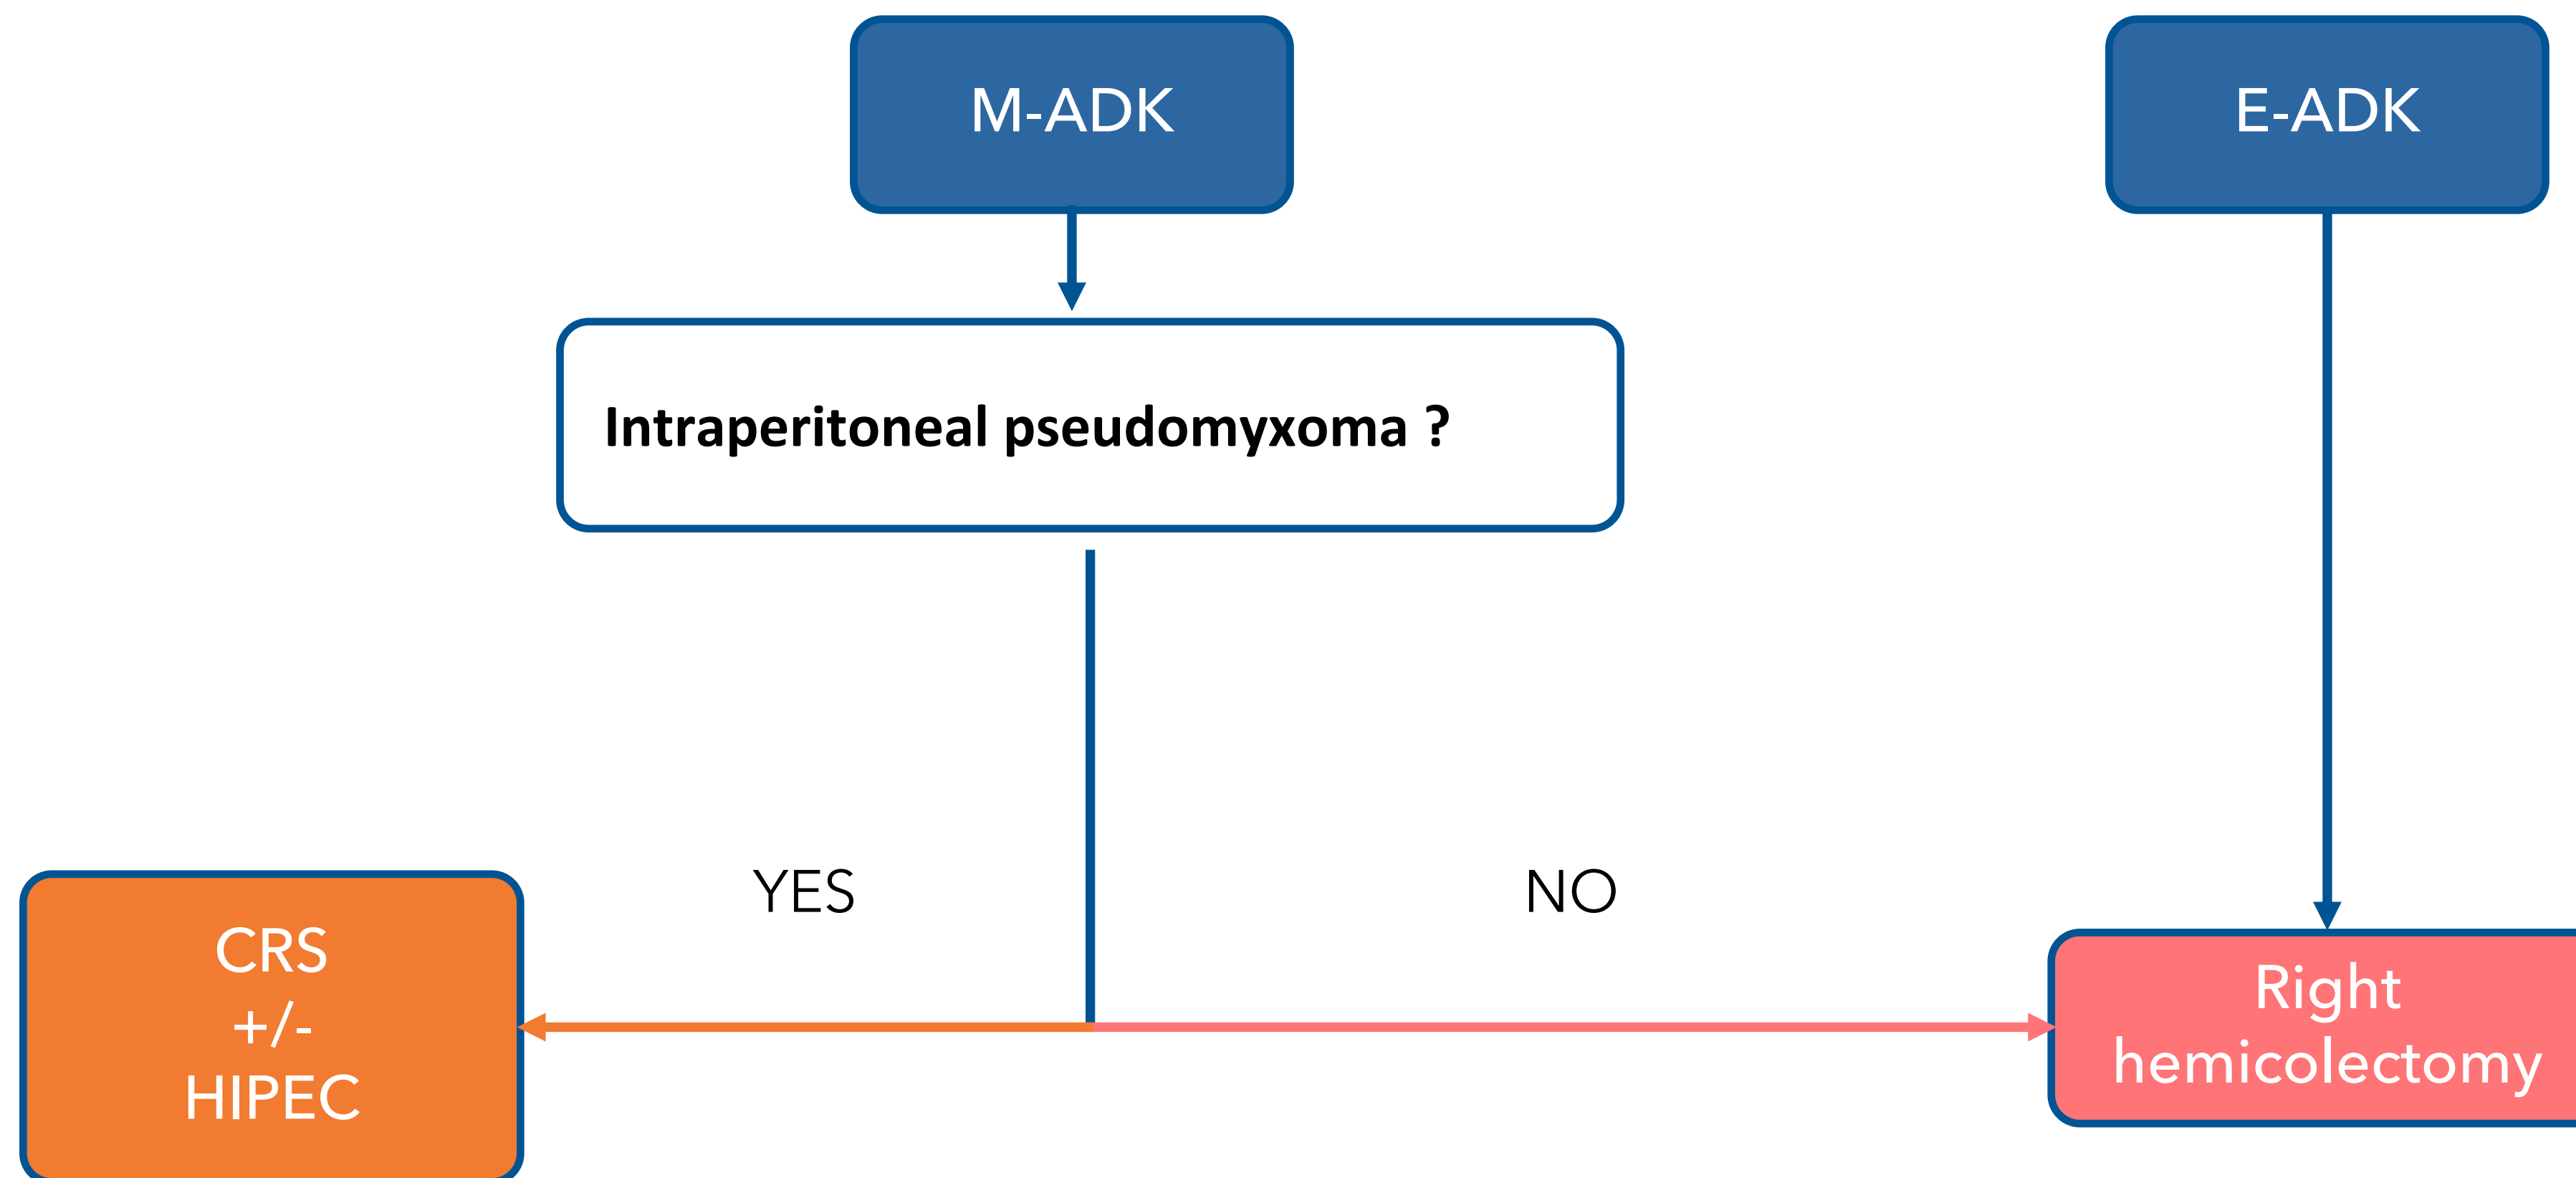 M-ADK
E-ADK
Intraperitoneal pseudomyxoma ?
YES
NO
CRS
+/-
HIPEC
Right
hemicolectomy